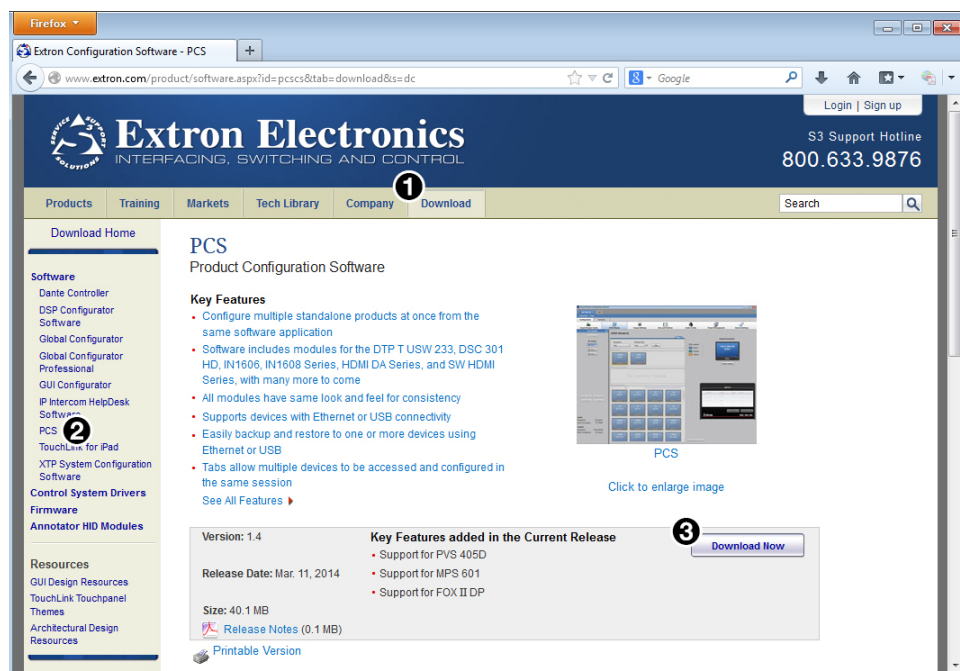 Firefox
Extron Configuration Software - PCS
www.extron.com/product/software.aspx?id=pcscs&tab=download&s=dc
Google
Login | Sign up
SERVICE SUPPORT SOLUTIONS
S3
Extron Electronics
INTERFACING, SWITCHING AND CONTROL
S3 Support Hotline
800.633.9876
1
Products Training Markets Tech Library Company Download
Search
Download Home
Software
Dante Controller
DSP Configurator
Software
Global Configurator
Global Configurator
Professional
GUI Configurator
IP Intercom HelpDesk
Software
PCS
2
TouchLink for iPad
XTP System Configuration
Software
Control System Drivers
Firmware
Annotator HID Modules
Resources
GUI Design Resources
TouchLink Touchpanel
Themes
Architectural Design
Resources
PCS
Product Configuration Software
Key Features
Configure multiple standalone products at once from the
same software application
Software includes modules for the DTP T USW 233, DSC 301
HD, IN1606, IN1608 Series, HDMI DA Series, and SW HDMI
Series, with many more to come
All modules have same look and feel for consistency
Supports devices with Ethernet or USB connectivity
Easily backup and restore to one or more devices using
Ethernet or USB
Tabs allow multiple devices to be accessed and configured in
the same session
See All Features
PCS
Click to enlarge image
Version: 1.4
Release Date: Mar. 11, 2014
Size: 40.1 MB
Release Notes (0.1 MB)
Key Features added in the Current Release
Support for PVS 405D
Support for MPS 601
Support for FOX II DP
3
Download Now
Printable Version